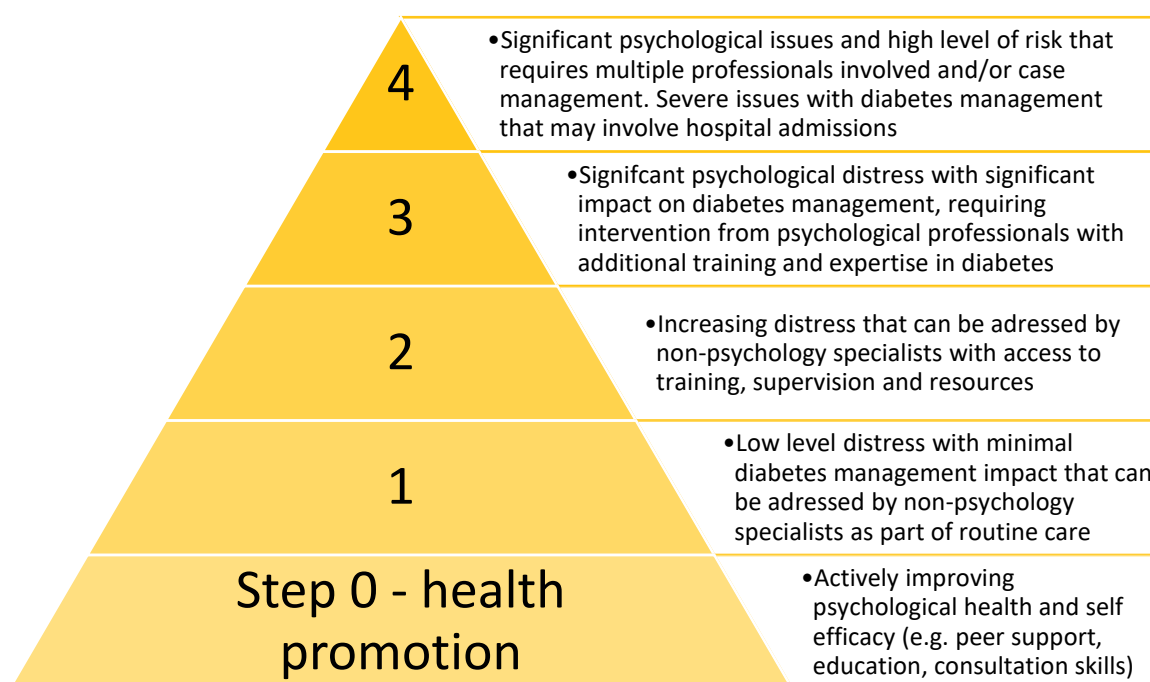 4
•Significant psychological issues and high level of risk that
requires multiple professionals involved and/or case
management. Severe issues with diabetes management
that may involve hospital admissions
3
•Signifcant psychological distress with significant
impact on diabetes management, requiring
intervention from psychological professionals with
additional training and expertise in diabetes
2
•Increasing distress that can be adressed by
non-psychology specialists with access to
training, supervision and resources
1
•Low level distress with minimal
diabetes management impact that can
be adressed by non-psychology
specialists as part of routine care
Step 0 - health
promotion
•Actively improving
psychological health and self
efficacy (e.g. peer support,
education, consultation skills)